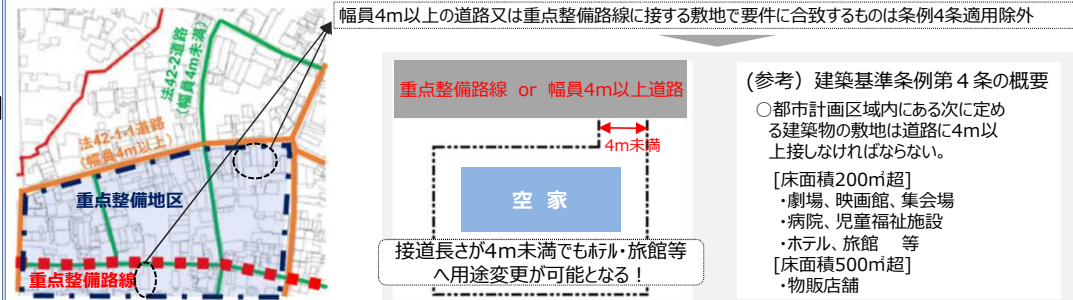 幅員4m以上の道路又は重点整備路線に接する敷地で要件に合致するものは条例4条適用除外
法42-2道路
(幅員4m未満)
法42-1-1道路
(幅員4m以上)
重点整備地区
重点整備路線
重点整備路線 or 幅員4m以上道路
4m未満
空 家
接道長さが4m未満でもホテル・旅館等
へ用途変更が可能となる!
(参考) 建築基準条例第4条の概要
○都市計画区域内にある次に定め
る建築物の敷地は道路に4m以
上接しなければならない。
[床面積200㎡超]
・劇場、映画館、集会場
・病院、児童福祉施設
・ホテル、旅館 等
[床面積500㎡超]
・物販店舗